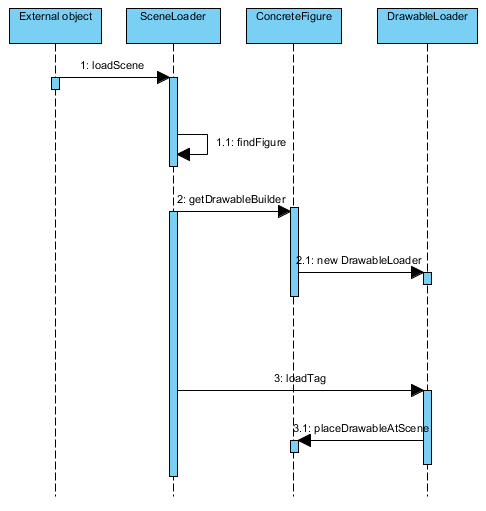 External object
SceneLoader
ConcreteFigure
DrawableLoader
1: loadScene
1.1: findFigure
2: getDrawableBuilder
2.1: new DrawableLoader
3: loadTag
3.1: placeDrawableAtScene